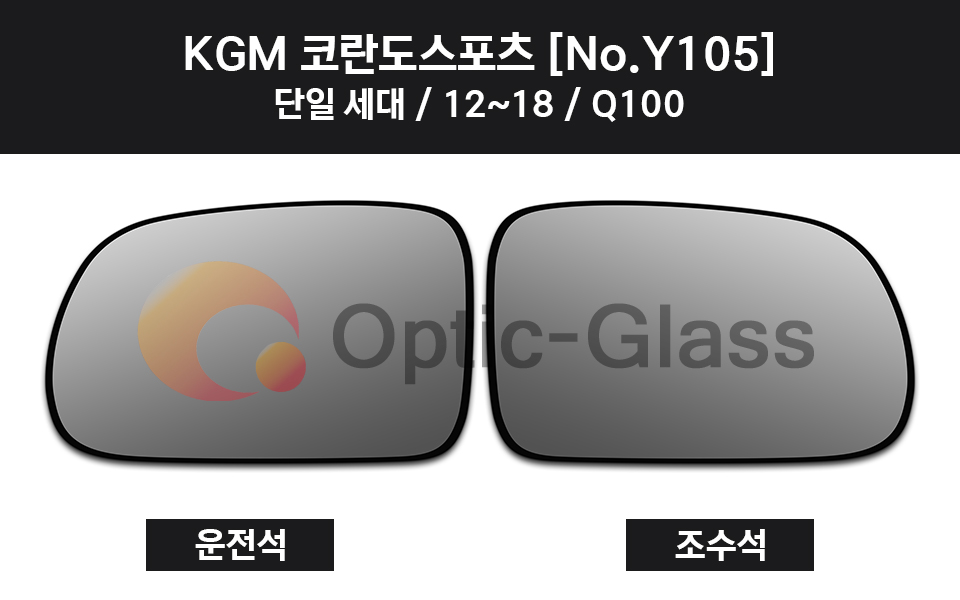 KGM 코란도스포츠 [No.Y105]
단일 세대 / 12~18 / Q100
Optic-Glass
운전석
조수석